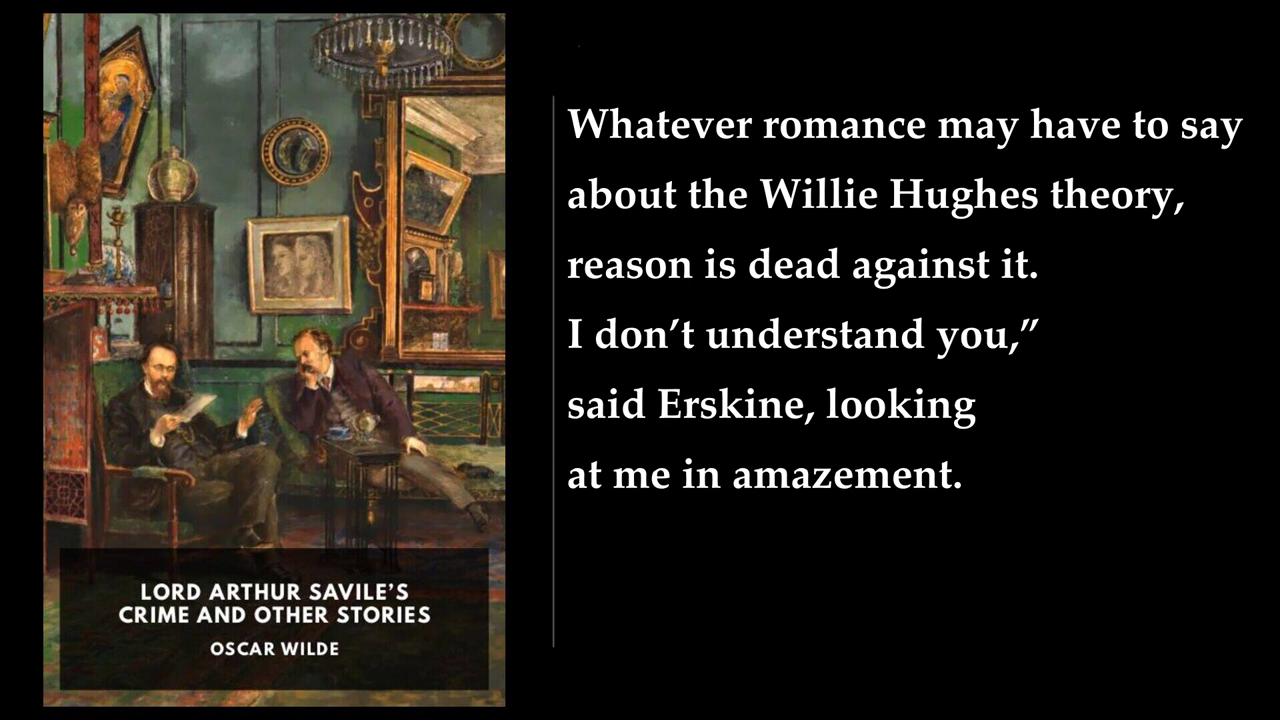 Whatever romance may have to say
about the Willie Hughes theory,
reason is dead against it.
I don’t understand you,”
said Erskine, looking
at me in amazement.
LORD ARTHUR SAVILE’S
CRIME AND OTHER STORIES
OSCAR WILDE